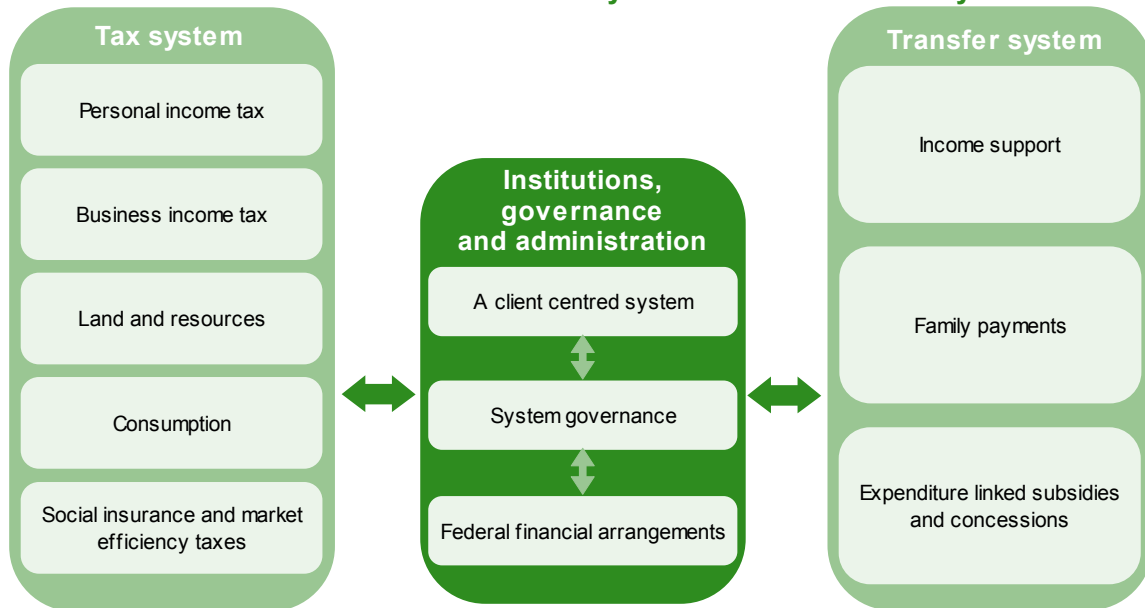 Tax system
Personal income tax
Business income tax
Land and resources
Consumption
Social insurance and market
efficiency taxes
Institutions,
governance
and administration
A client centred system
System governance
Federal financial arrangements
Transfer system
Income support
Family payments
Expenditure linked subsidies
and concessions